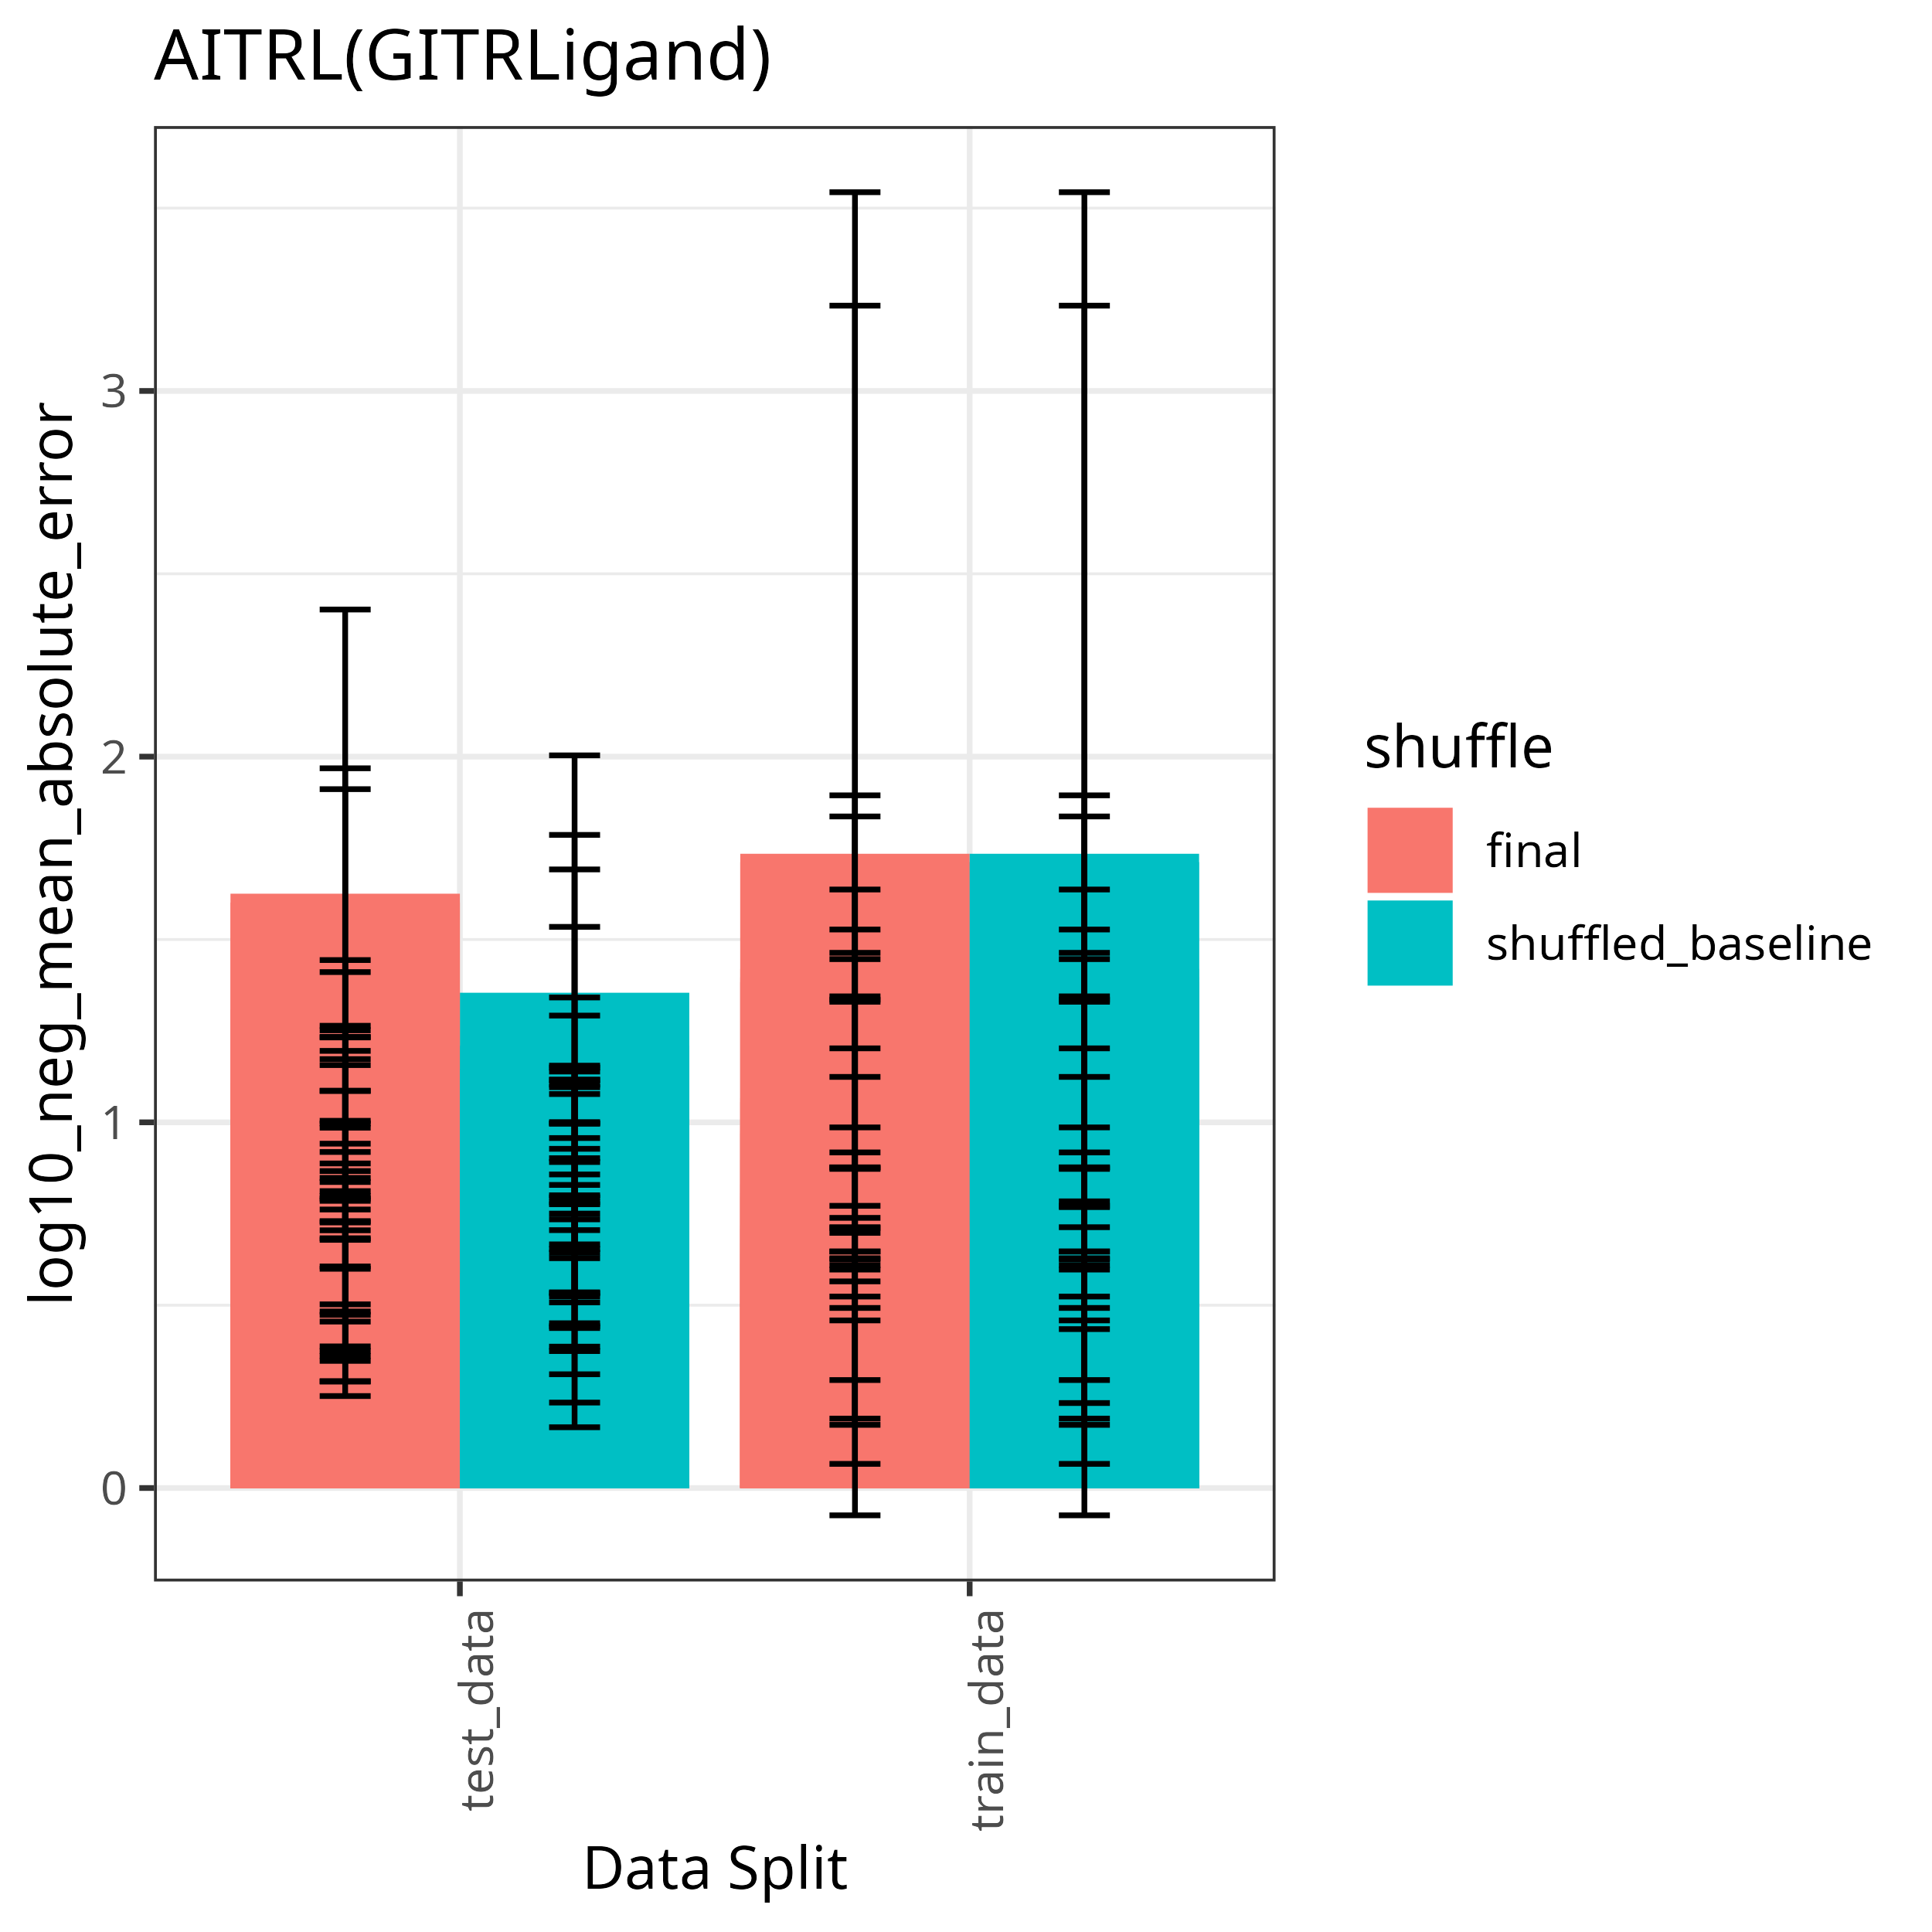 AITRL(GITRLigand)
log10_neg_mean_absolute_error
3
2
1
0
test_data
train_data
Data Split
shuffle
final
shuffled_baseline